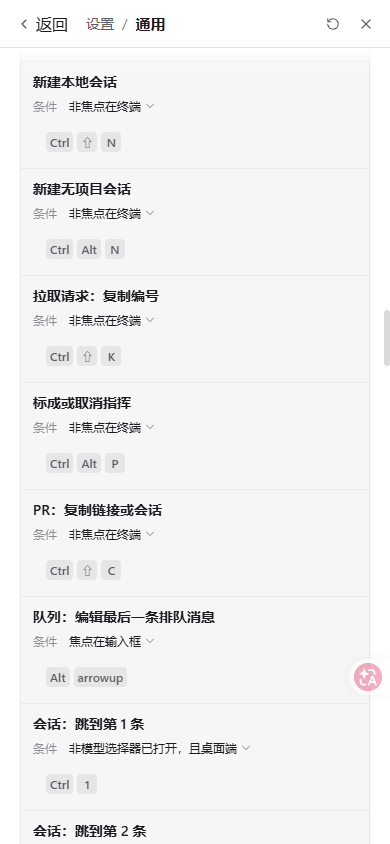 返回 设置 / 通用
新建本地会话
条件 非焦点在终端
Ctrl ⇧ N
新建无项目会话
条件 非焦点在终端
Ctrl Alt N
拉取请求：复制编号
条件 非焦点在终端
Ctrl ⇧ K
标成或取消指挥
条件 非焦点在终端
Ctrl Alt P
PR：复制链接或会话
条件 非焦点在终端
Ctrl ⇧ C
队列：编辑最后一条排队消息
条件 焦点在输入框
Alt arrowup
会话：跳到第 1 条
条件 非模型选择器已打开，且桌面端
Ctrl 1
会话：跳到第 2 条